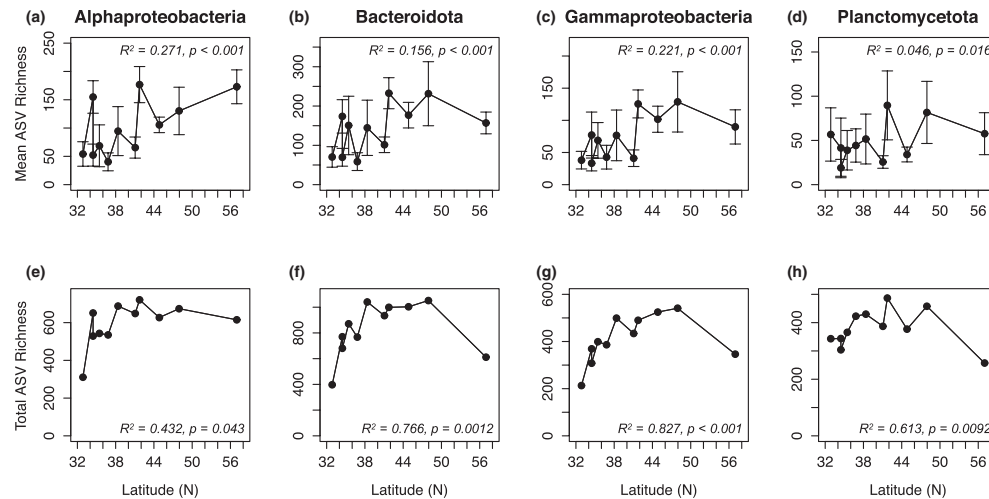 (a) Alphaproteobacteria
(b) Bacteroidota
(c) Gammaproteobacteria
(d) Planctomycetota
Mean ASV Richness
R² = 0.271, p < 0.001
250
150
100
50
0
32 38 44 50 56
R² = 0.156, p < 0.001
300
200
100
50
0
32 38 44 50 56
R² = 0.221, p < 0.001
150
100
50
0
32 38 44 50 56
R² = 0.046, p = 0.016
150
100
50
0
32 38 44 50 56
(e)
(f)
(g)
(h)
Total ASV Richness
600
400
200
0
R² = 0.432, p = 0.043
32 38 44 50 56
Latitude (N)
800
400
0
R² = 0.766, p = 0.0012
32 38 44 50 56
Latitude (N)
600
400
200
0
R² = 0.827, p < 0.001
32 38 44 50 56
Latitude (N)
400
200
0
R² = 0.613, p = 0.0092
32 38 44 50 56
Latitude (N)